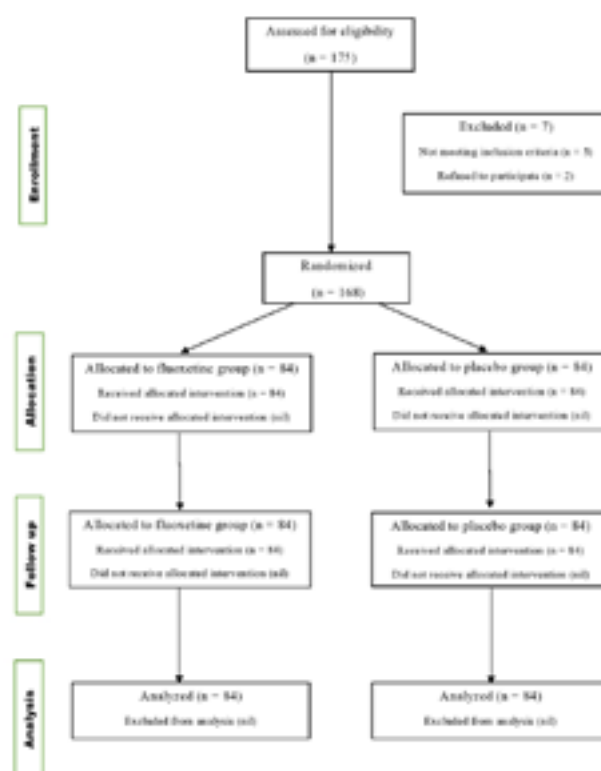 Assessed for eligibility
(n = 175)
Enrollment
Excluded (n = 7)
Not meeting inclusion criteria (n = 5)
Refused to participate (n = 2)
Randomized
(n = 168)
Allocation
Allocated to fluoxetine group (n = 84)
Received allocated intervention (n = 84)
Did not receive allocated intervention (nil)
Allocated to placebo group (n = 84)
Received allocated intervention (n = 84)
Did not receive allocated intervention (nil)
Follow up
Allocated to fluoxetine group (n = 84)
Received allocated intervention (n = 84)
Did not receive allocated intervention (nil)
Allocated to placebo group (n = 84)
Received allocated intervention (n = 84)
Did not receive allocated intervention (nil)
Analysis
Analyzed (n = 84)
Excluded from analysis (nil)
Analyzed (n = 84)
Excluded from analysis (nil)